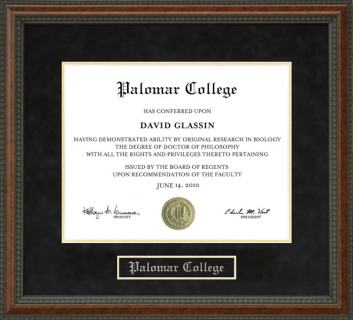 Palomar College
HAS CONFERRED UPON
DAVID GLASSIN
HAVING DEMONSTRATED ABILITY BY ORIGINAL RESEARCH IN BIOLOGY
THE DEGREE OF DOCTOR OF PHILOSOPHY
WITH ALL THE RIGHTS AND PRIVILEGES THERETO PERTAINING
ISSUED BY THE BOARD OF REGENTS
UPON RECOMMENDATION OF THE FACULTY
JUNE 14, 2010
PROVOST
PRESIDENT
Palomar College